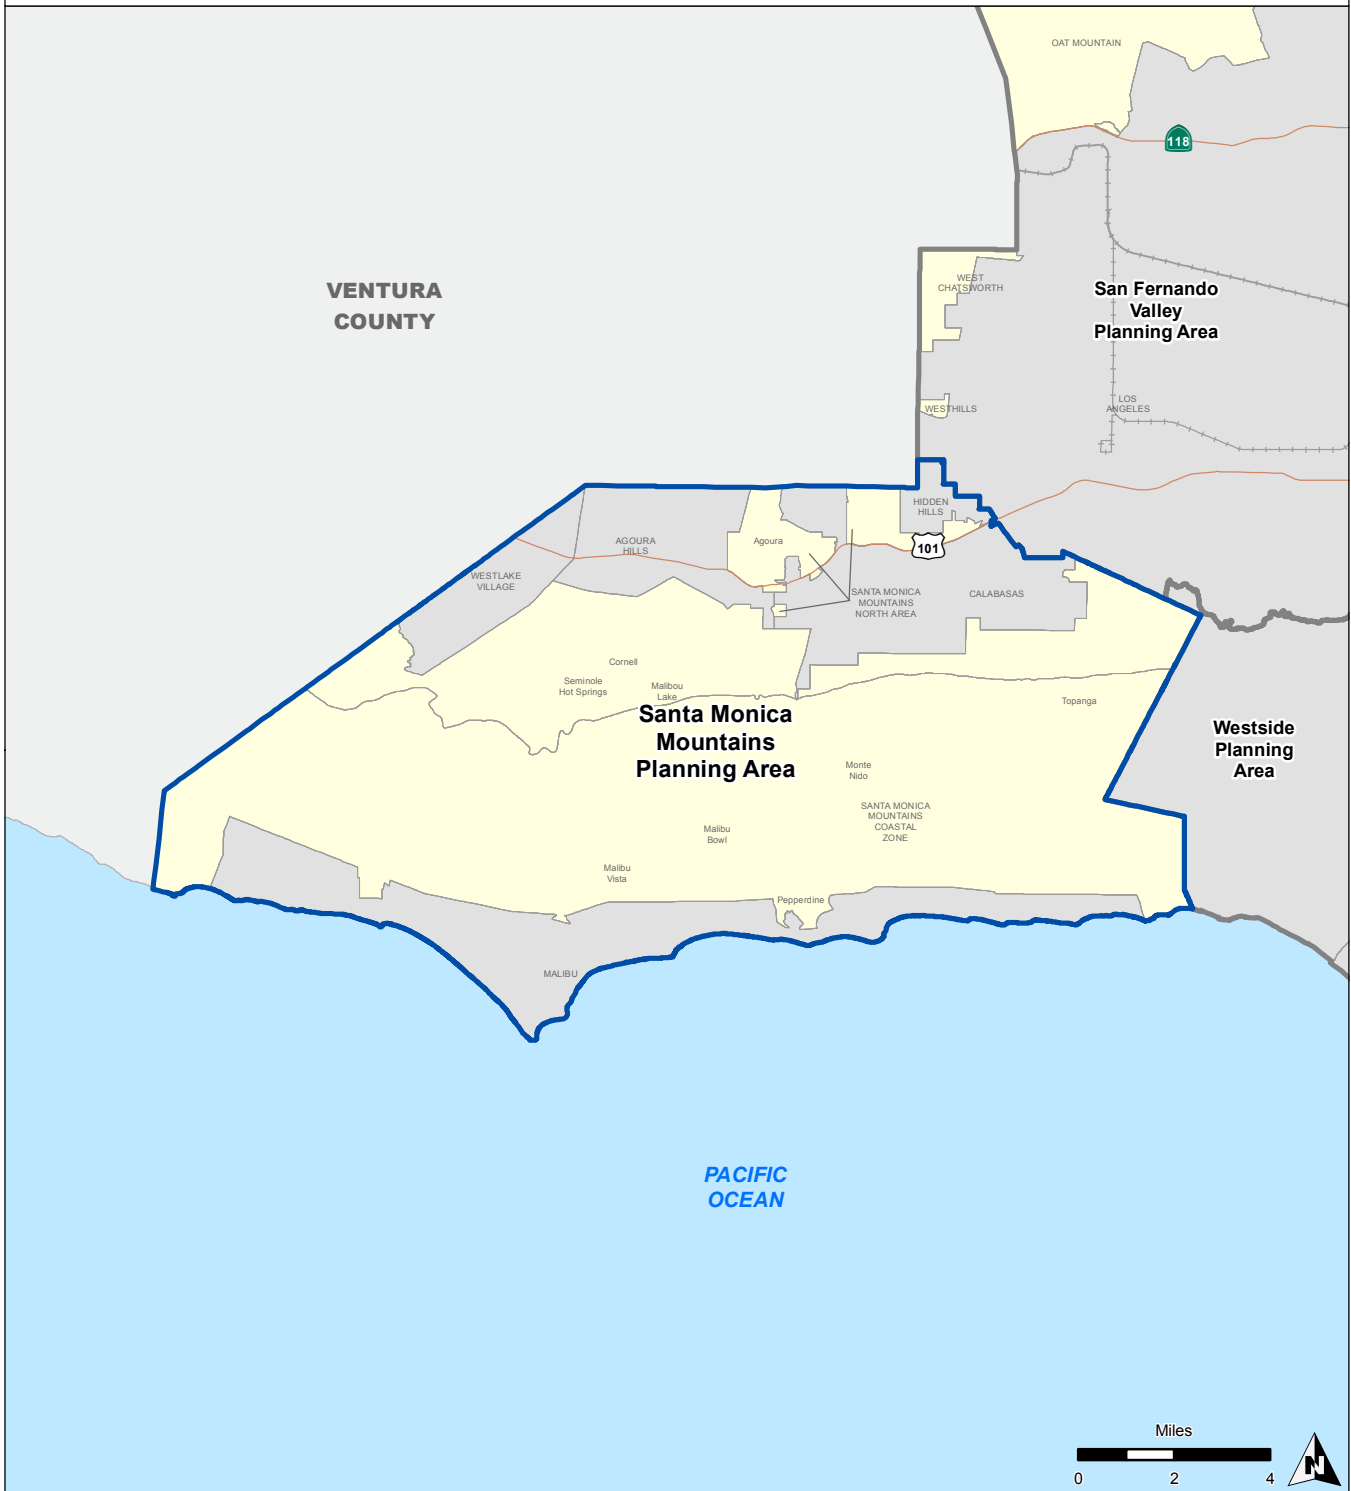 OAT MOUNTAIN
118
VENTURA
COUNTY
WEST
CHATSWORTH
San Fernando
Valley
Planning Area
WESTHILLS
LOS
ANGELES
HIDDEN
HILLS
101
AGOURA
HILLS
Agoura
WESTLAKE
VILLAGE
SANTA MONICA
MOUNTAINS
NORTH AREA
CALABASAS
Cornell
Seminole
Hot Springs
Malibou
Lake
Topanga
Santa Monica
Mountains
Planning Area
Westside
Planning
Area
Monte
Nido
SANTA MONICA
MOUNTAINS
COASTAL
ZONE
Malibu
Bowl
Malibu
Vista
Pepperdine
MALIBU
PACIFIC
OCEAN
Miles
0 2 4
N